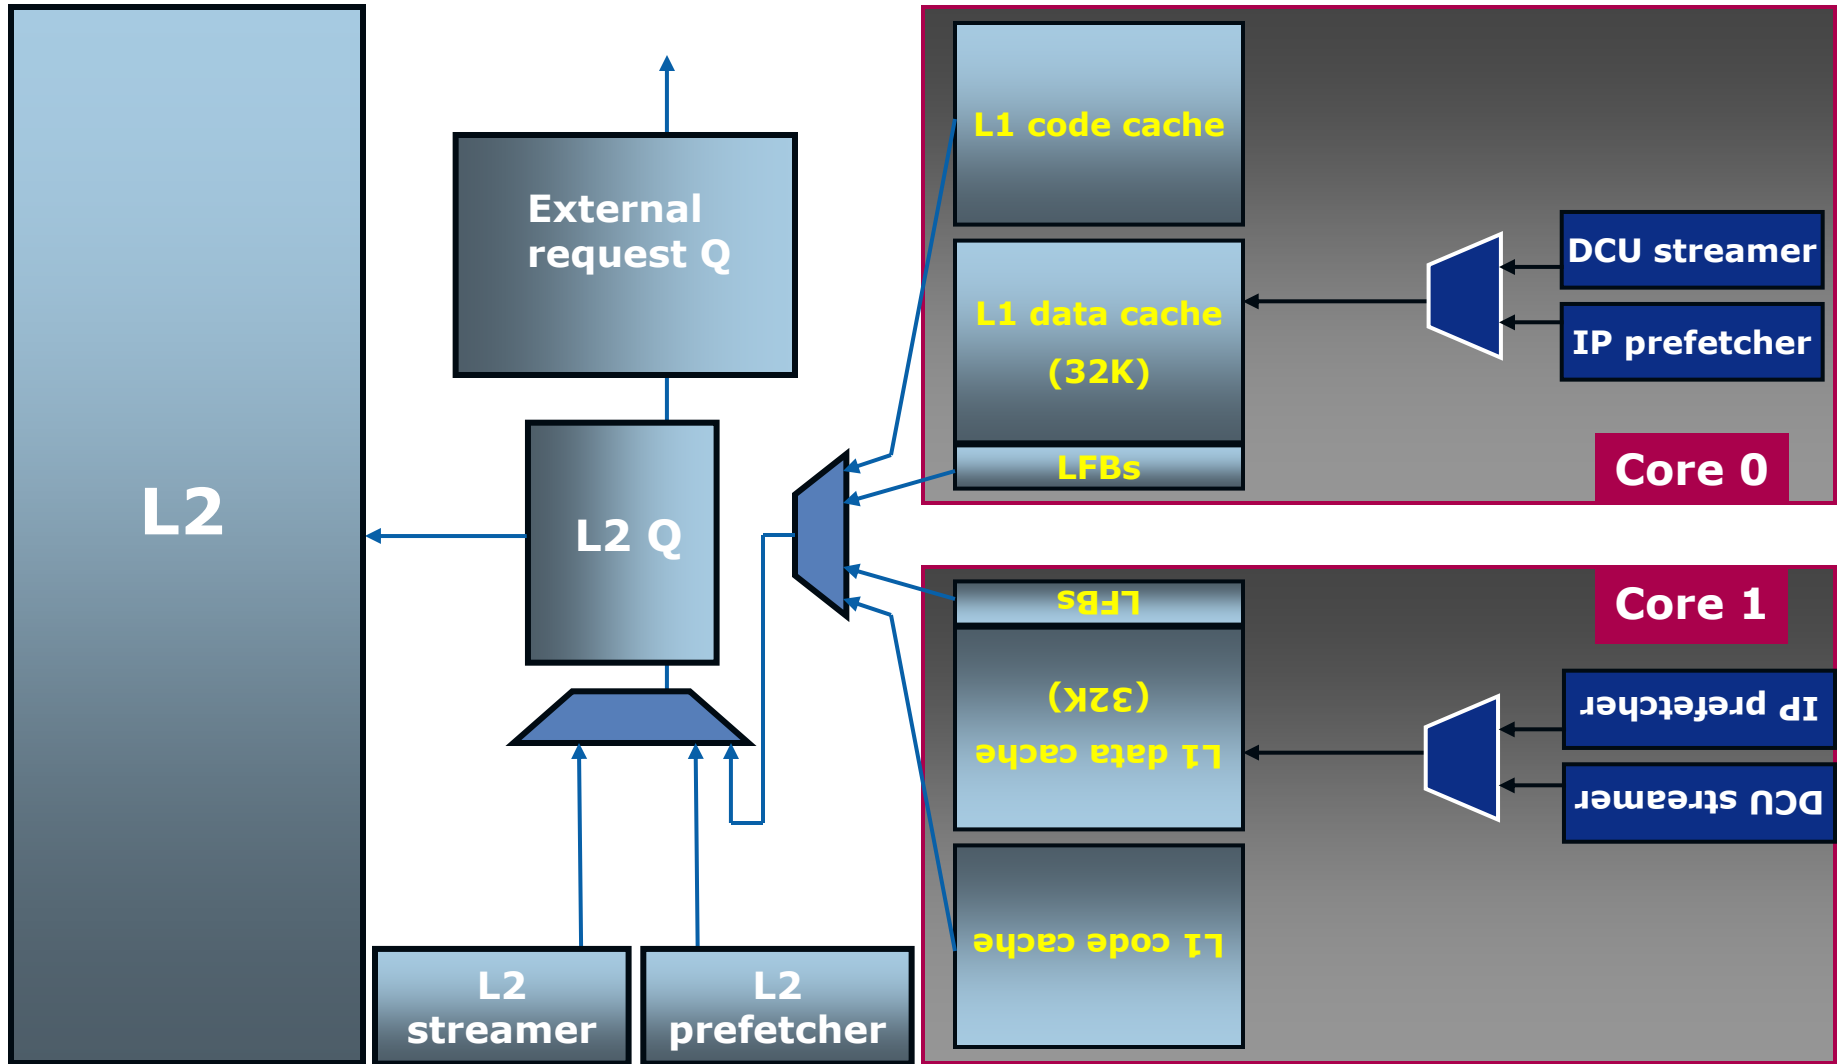 L2
External
request Q
L2 Q
L2
streamer
L2
prefetcher
L1 code cache
L1 data cache
(32K)
LFBs
DCU streamer
IP prefetcher
Core 0
Core 1
LFBs
(32K)
L1 data cache
L1 code cache
IP prefetcher
DCU streamer